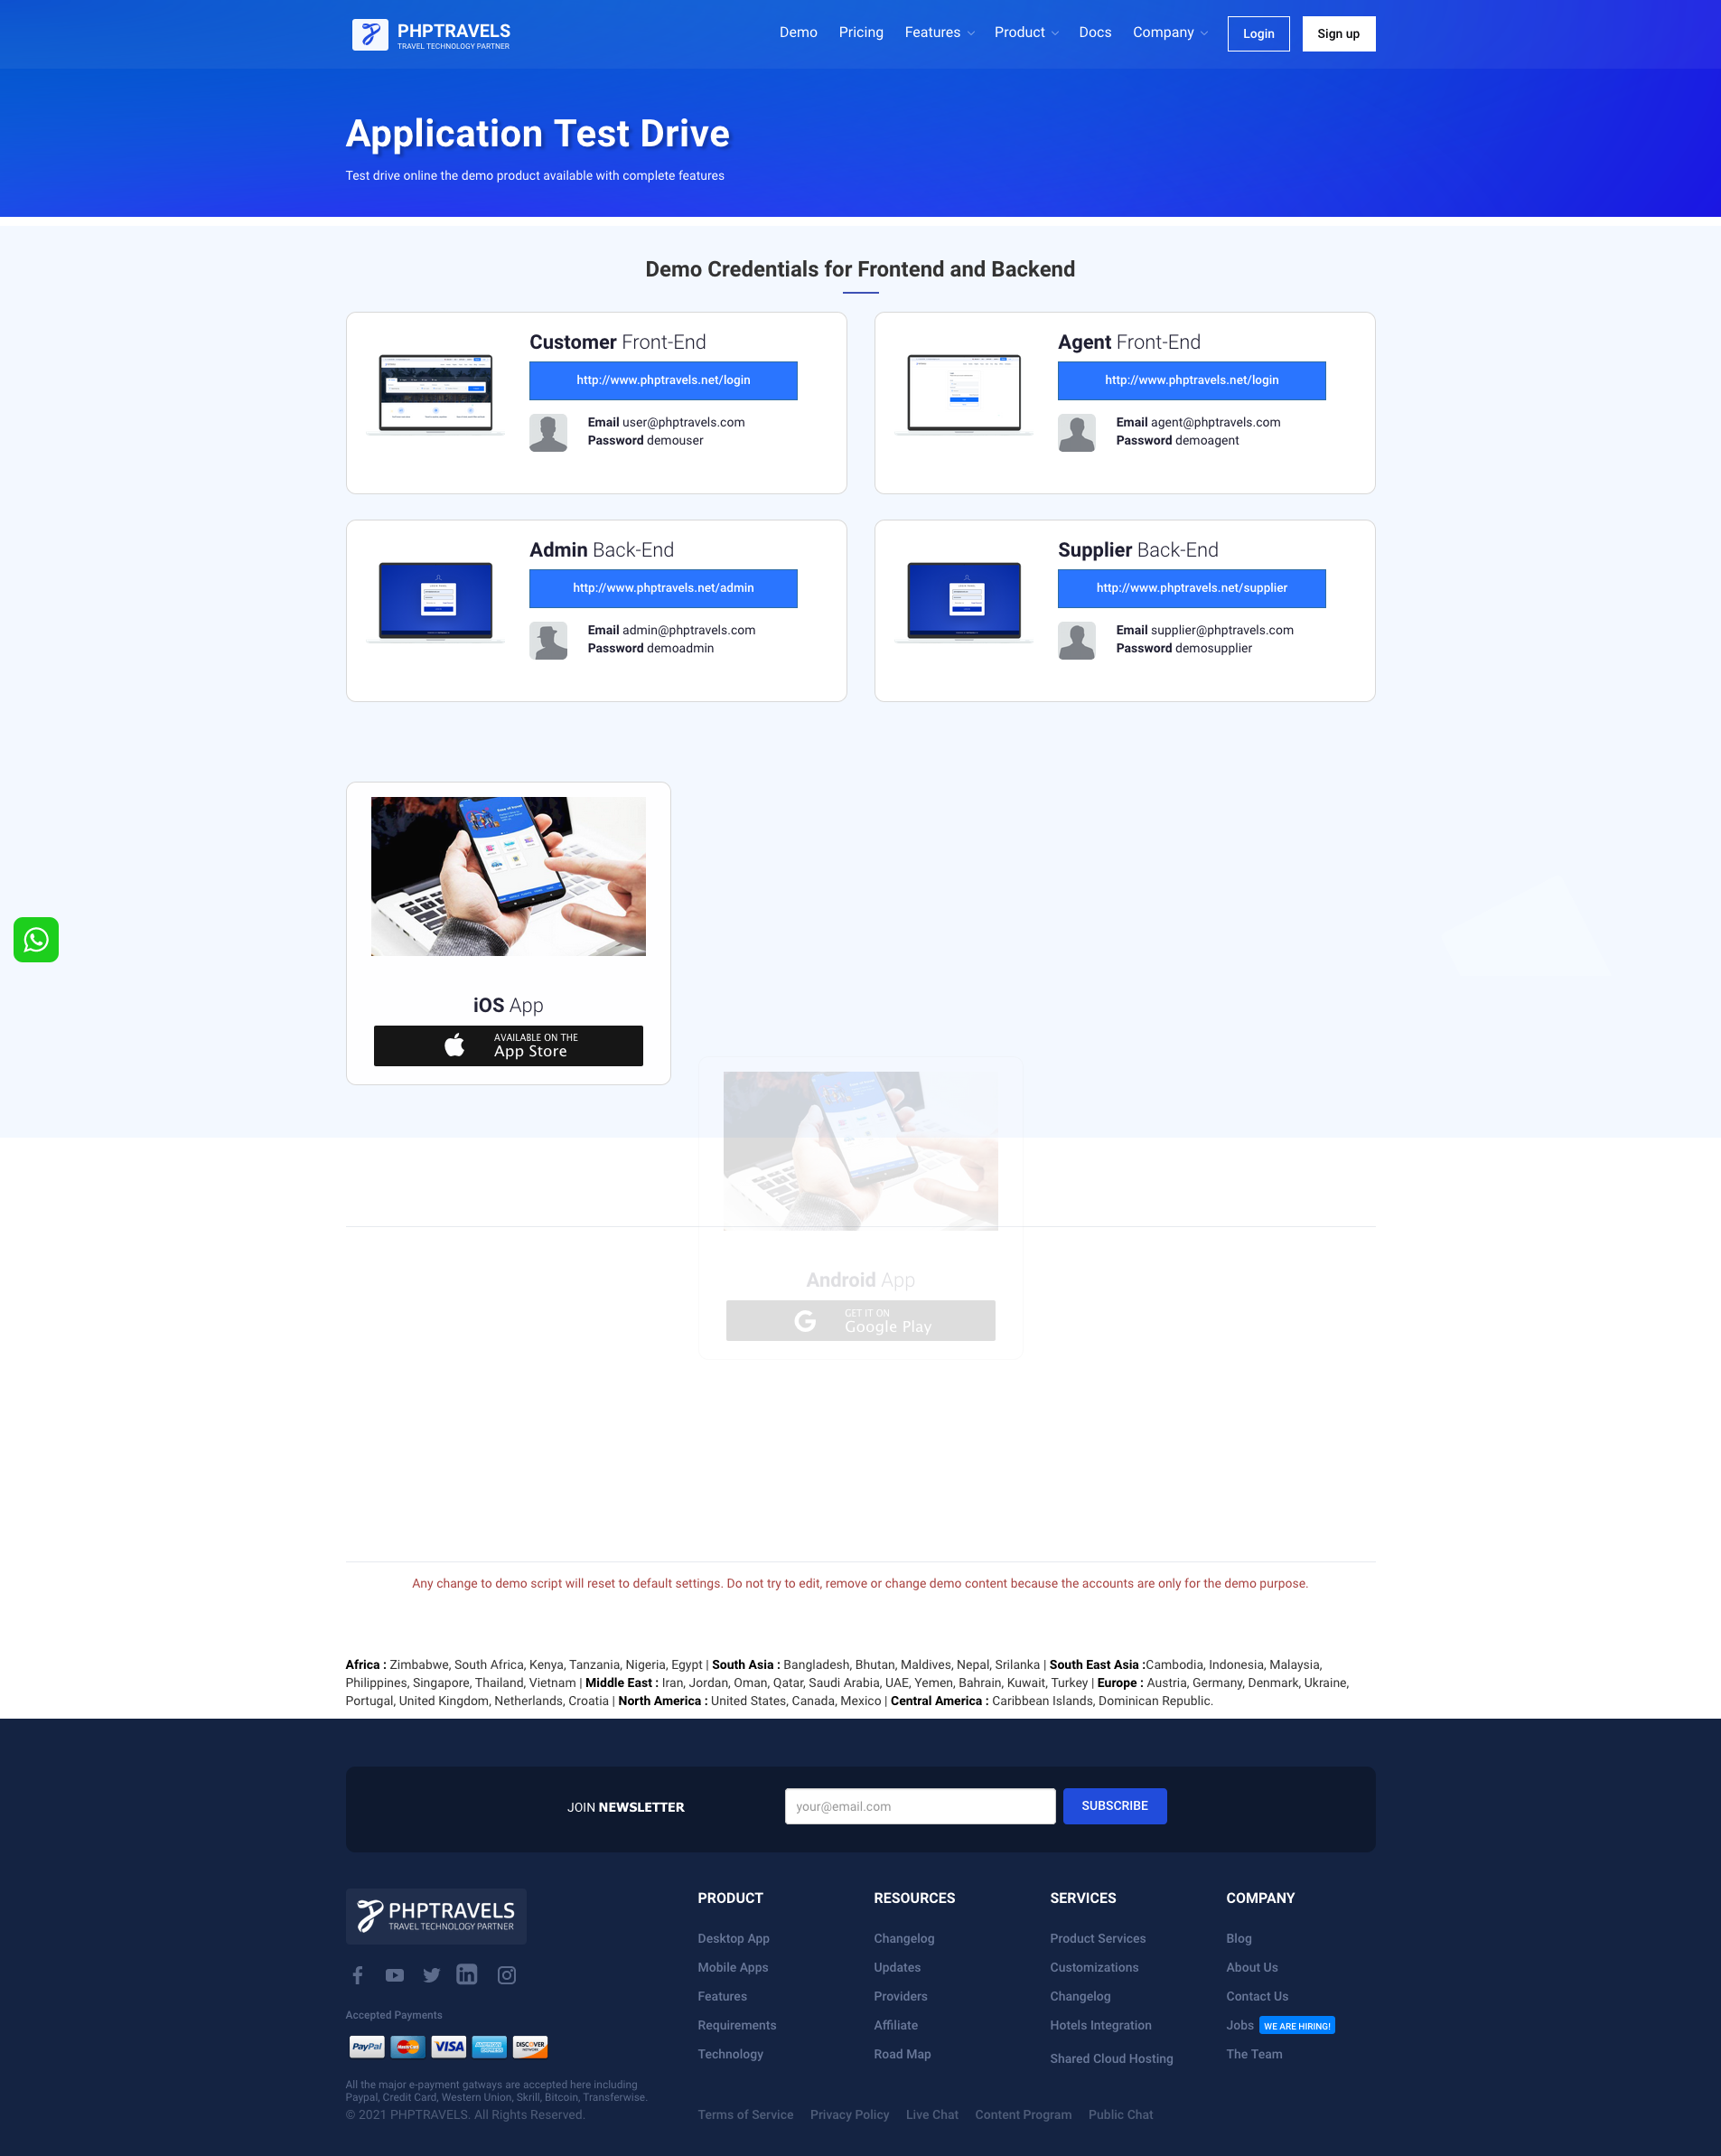 PHPTRAVELS
TRAVEL TECHNOLOGY PARTNER
Demo Pricing Features Product Docs Company Login Sign up
Application Test Drive
Test drive online the demo product available with complete features
Demo Credentials for Frontend and Backend
Customer Front-End
http://www.phptravels.net/login
Email user@phptravels.com
Password demouser
Agent Front-End
http://www.phptravels.net/login
Email agent@phptravels.com
Password demoagent
Admin Back-End
http://www.phptravels.net/admin
Email admin@phptravels.com
Password demoadmin
Supplier Back-End
http://www.phptravels.net/supplier
Email supplier@phptravels.com
Password demosupplier
iOS App
AVAILABLE ON THE
App Store
Android App
GET IT ON
Google Play
Any change to demo script will reset to default settings. Do not try to edit, remove or change demo content because the accounts are only for the demo purpose.
Africa : Zimbabwe, South Africa, Kenya, Tanzania, Nigeria, Egypt | South Asia : Bangladesh, Bhutan, Maldives, Nepal, Srilanka | South East Asia :Cambodia, Indonesia, Malaysia,
Philippines, Singapore, Thailand, Vietnam | Middle East : Iran, Jordan, Oman, Qatar, Saudi Arabia, UAE, Yemen, Bahrain, Kuwait, Turkey | Europe : Austria, Germany, Denmark, Ukraine,
Portugal, United Kingdom, Netherlands, Croatia | North America : United States, Canada, Mexico | Central America : Caribbean Islands, Dominican Republic.
JOIN NEWSLETTER
your@email.com
SUBSCRIBE
PHPTRAVELS
TRAVEL TECHNOLOGY PARTNER
Accepted Payments
PayPal MasterCard VISA AMERICAN EXPRESS DISCOVER
All the major e-payment gatways are accepted here including
Paypal, Credit Card, Western Union, Skrill, Bitcoin, Transferwise.
© 2021 PHPTRAVELS. All Rights Reserved.
PRODUCT
Desktop App
Mobile Apps
Features
Requirements
Technology
RESOURCES
Changelog
Updates
Providers
Affiliate
Road Map
SERVICES
Product Services
Customizations
Changelog
Hotels Integration
Shared Cloud Hosting
COMPANY
Blog
About Us
Contact Us
Jobs WE ARE HIRING!
The Team
Terms of Service Privacy Policy Live Chat Content Program Public Chat